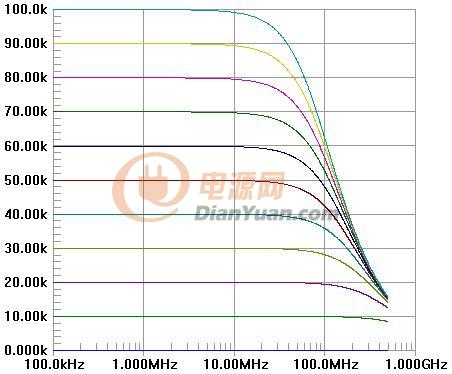 100.0k
90.00k
80.00k
70.00k
60.00k
50.00k
40.00k
30.00k
20.00k
10.00k
0.000k
电源网
DianYuan.com
100.0kHz 1.000MHz 10.00MHz 100.0MHz 1.000GHz